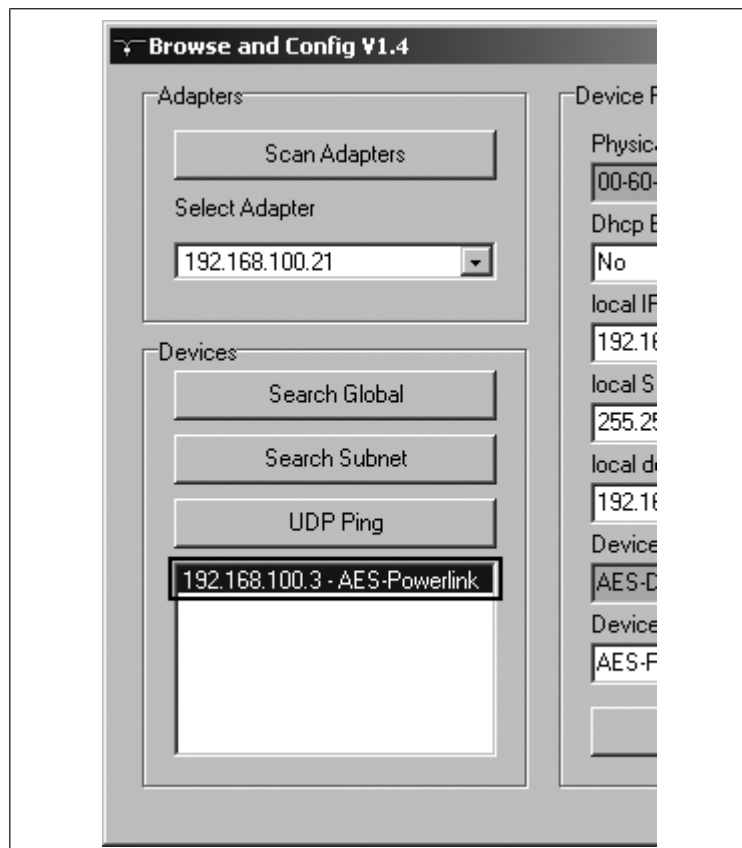 Browse and Config V1.4
Adapters
Scan Adapters
Select Adapter
192.168.100.21
Devices
Search Global
Search Subnet
UDP Ping
192.168.100.3 - AES-Powerlink
Device
00-60-
No
local
192.16
local S
255.25
local
192.16
Device
AES-
Device
AES-